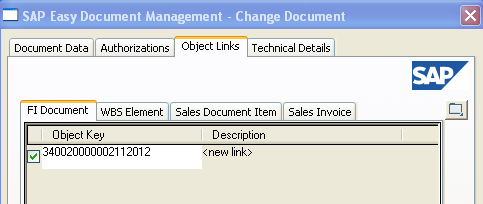 SAP Easy Document Management - Change Document
Document Data Authorizations Object Links Technical Details
SAP
FI Document WBS Element Sales Document Item Sales Invoice
Object Key Description
340020000002112012 <new link>